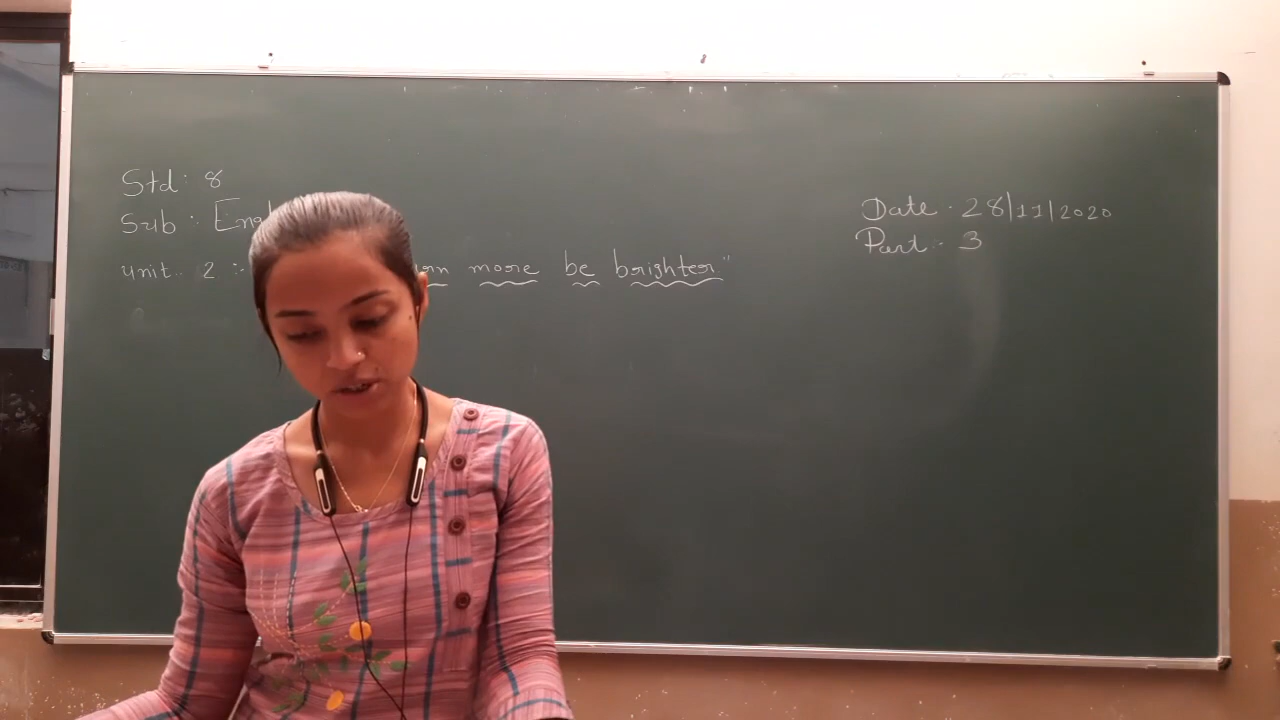 Std: 8
Sub: Eng
Unit. 2 :- more be brighter."
Date. 28/11/2020
Part. 3